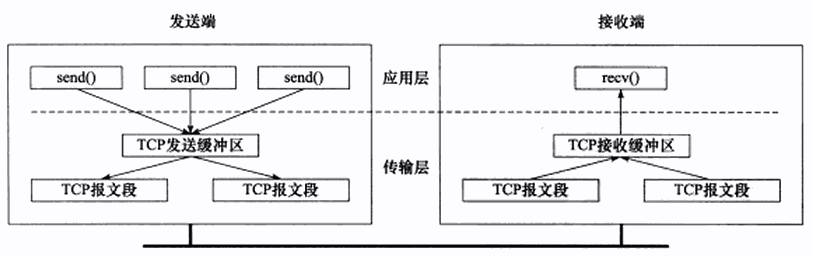 发送端 接收端
send() send() send() 应用层 recv()
TCP发送缓冲区 TCP接收缓冲区
传输层
TCP报文段 TCP报文段 TCP报文段 TCP报文段